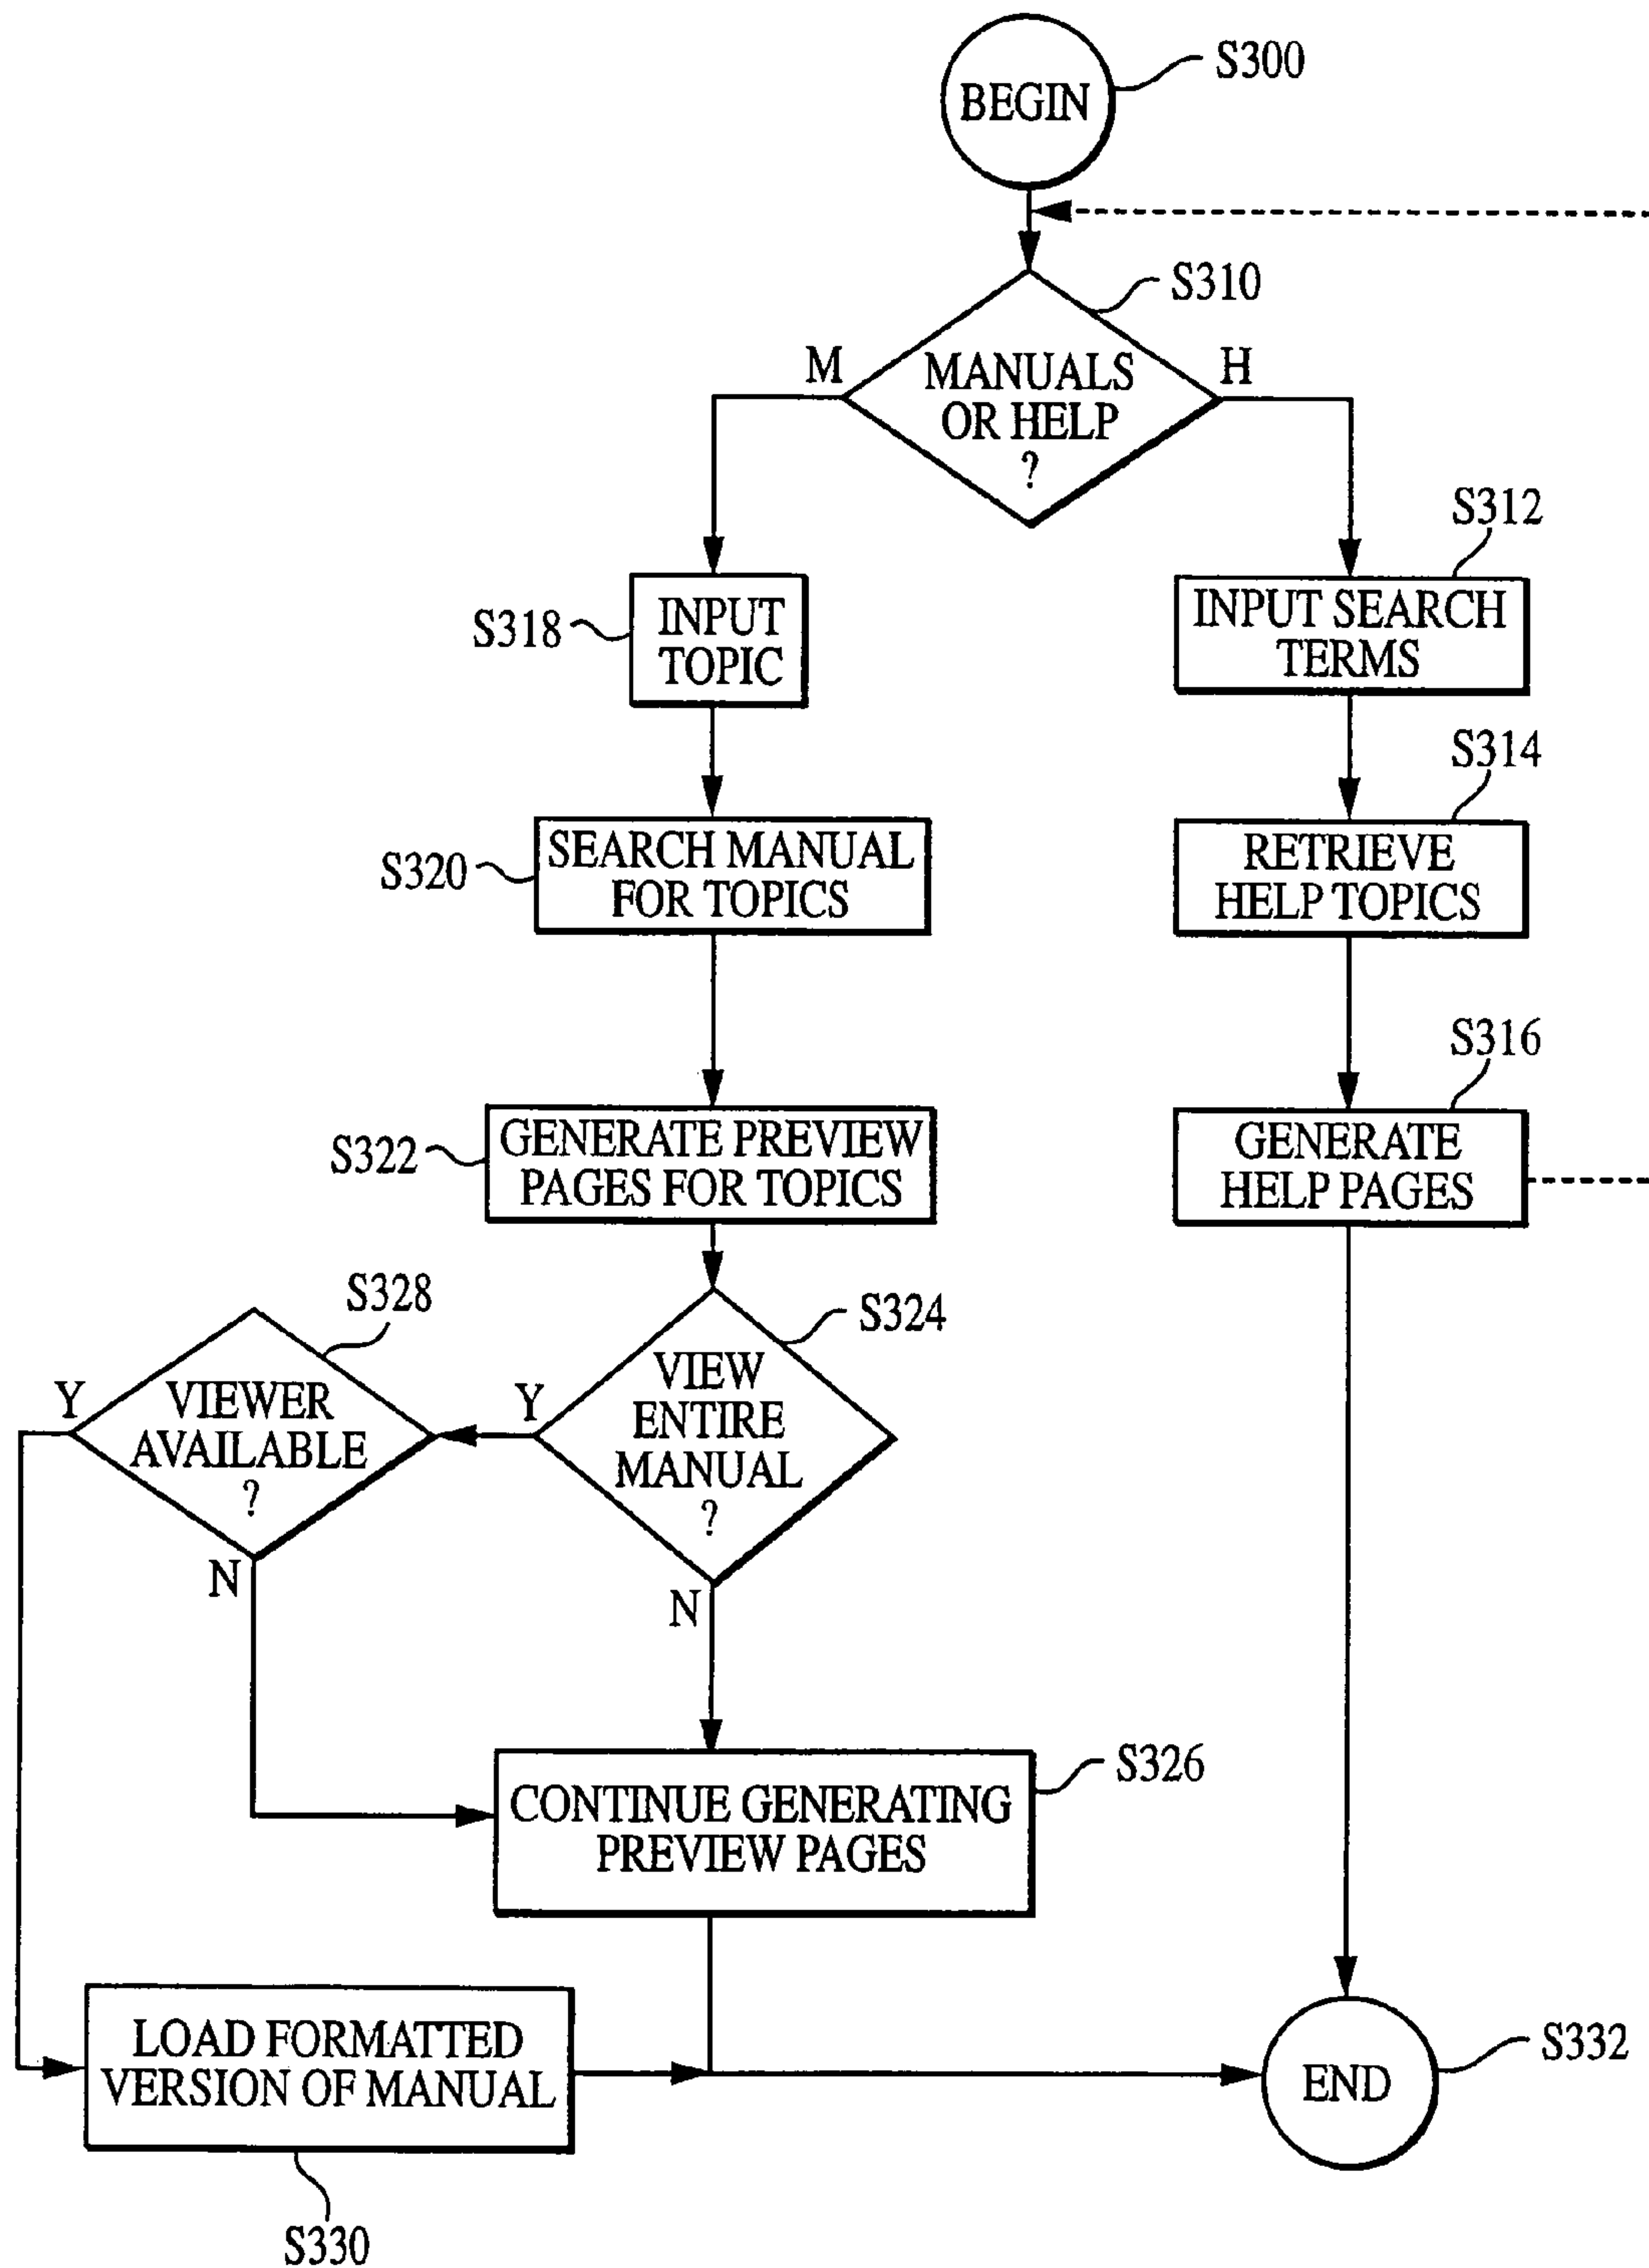 BEGIN
S300
S310
M
MANUALS
OR HELP
?
H
S312
INPUT SEARCH
TERMS
S318
INPUT
TOPIC
S314
RETRIEVE
HELP TOPICS
S320
SEARCH MANUAL
FOR TOPICS
S316
GENERATE
HELP PAGES
S322
GENERATE PREVIEW
PAGES FOR TOPICS
S328
Y
VIEWER
AVAILABLE
?
N
S324
Y
VIEW
ENTIRE
MANUAL
?
N
S326
CONTINUE GENERATING
PREVIEW PAGES
LOAD FORMATTED
VERSION OF MANUAL
S330
END
S332